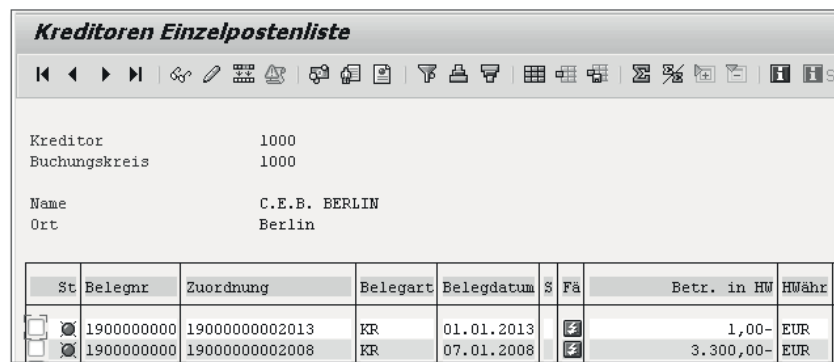 Kreditoren Einzelpostenliste
Kreditor 1000
Buchungskreis 1000
Name C.E.B. BERLIN
Ort Berlin
St Belegnr Zuordnung Belegart Belegdatum S Fä Betr. in HW HWähr
1900000000 19000000002013 KR 01.01.2013 1,00- EUR
1900000000 19000000002008 KR 07.01.2008 3.300,00- EUR